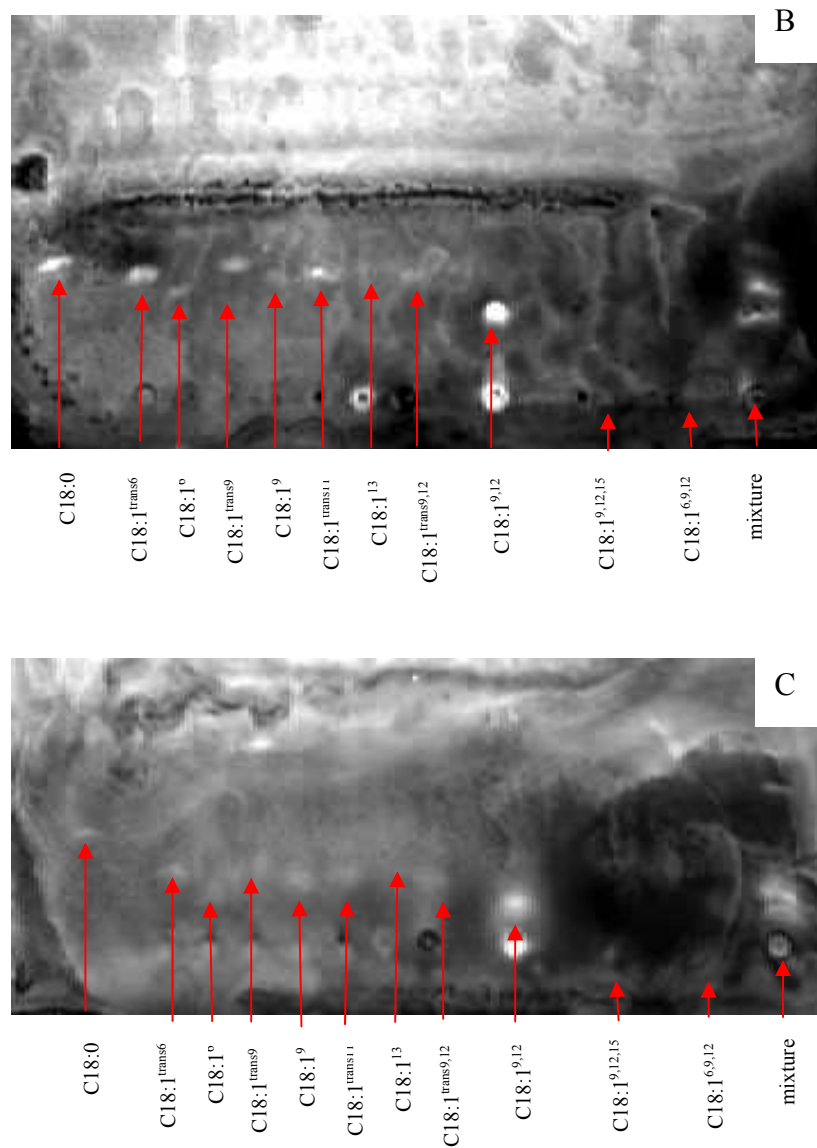 B
C18:0
C18:1trans6
C18:1⁶
C18:1trans9
C18:1⁹
C18:1trans11
C18:1¹³
C18:1trans9,12
C18:1⁹,¹²
C18:1⁹,¹²,¹⁵
C18:1⁶,⁹,¹²
mixture
C
C18:0
C18:1trans6
C18:1⁶
C18:1trans9
C18:1⁹
C18:1trans11
C18:1¹³
C18:1trans9,12
C18:1⁹,¹²
C18:1⁹,¹²,¹⁵
C18:1⁶,⁹,¹²
mixture